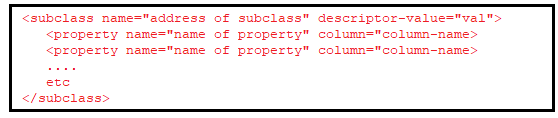 <subclass name="address of subclass" descriptor-value="val">
<property name="name of property" column="column-name>
<property name="name of property" column="column-name>
....
etc
</subclass>